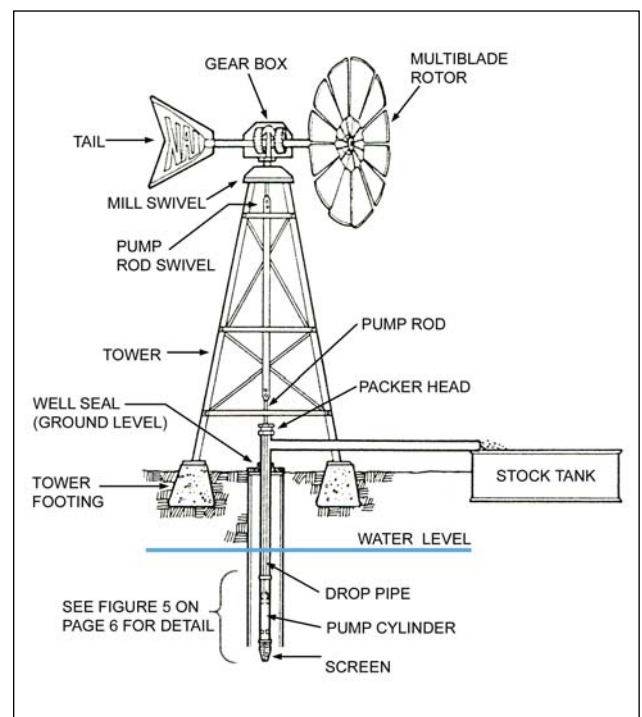 GEAR BOX
MULTIBLADE
ROTOR
TAIL
MILL SWIVEL
PUMP
ROD SWIVEL
PUMP ROD
TOWER
PACKER HEAD
WELL SEAL
(GROUND LEVEL)
TOWER
FOOTING
STOCK TANK
WATER LEVEL
DROP PIPE
SEE FIGURE 5 ON
PAGE 6 FOR DETAIL
PUMP CYLINDER
SCREEN